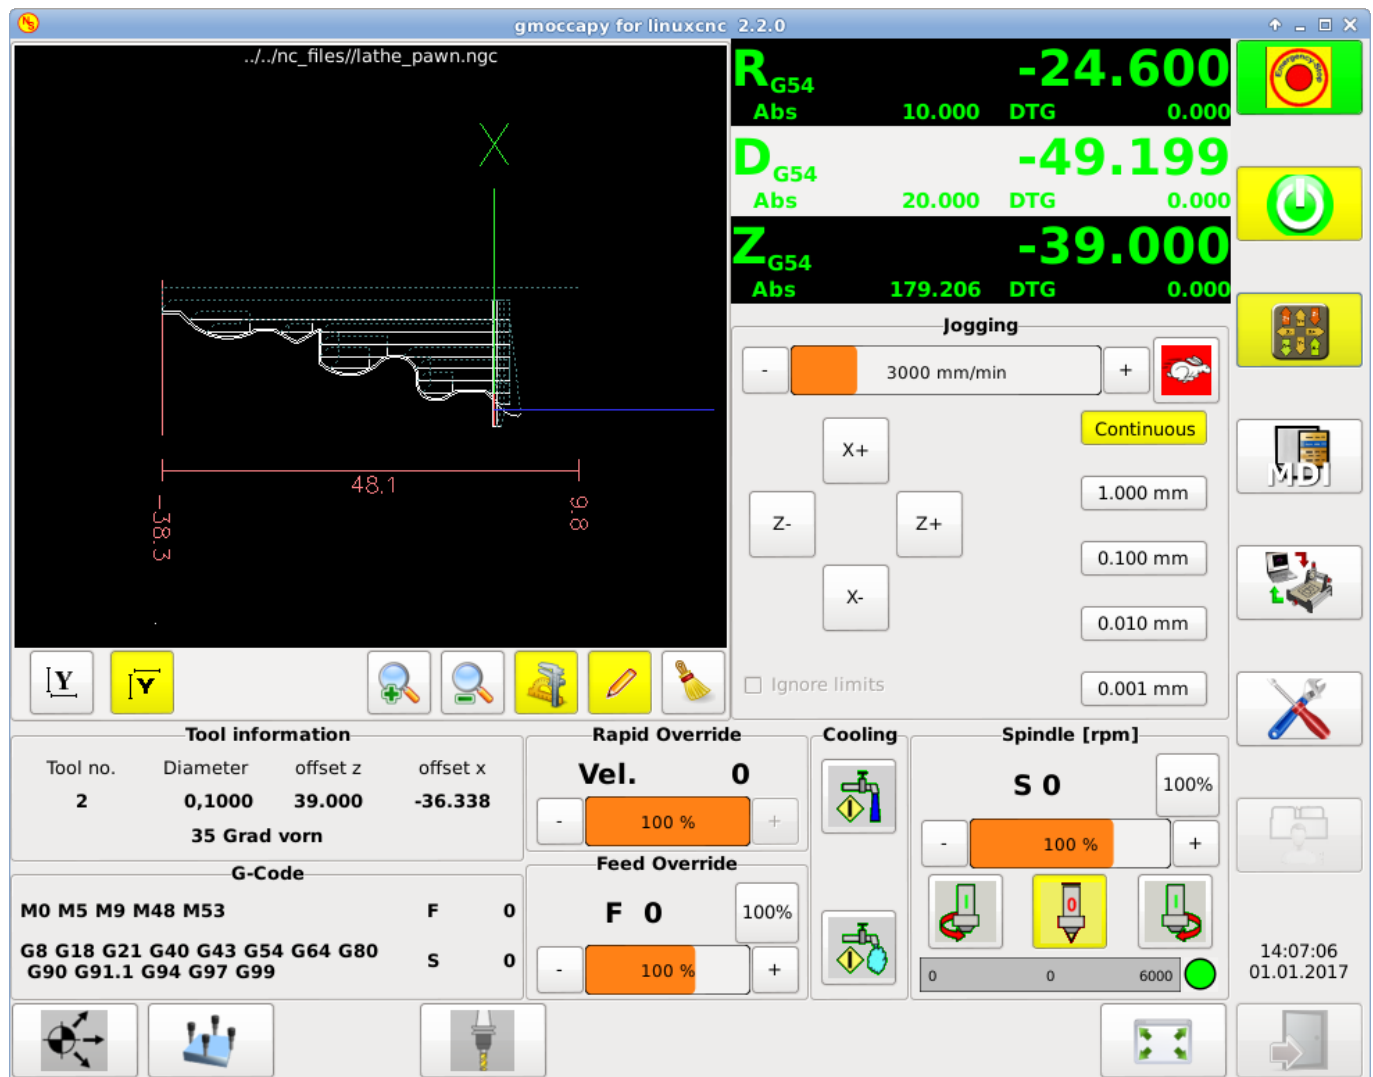 gmoccapy for linuxcnc 2.2.0
../../nc_files//lathe_pawn.ngc
X
48.1
-38.3
9.8
R G54 -24.600
Abs 10.000 DTG 0.000
D G54 -49.199
Abs 20.000 DTG 0.000
Z G54 -39.000
Abs 179.206 DTG 0.000
Emergency-Stop
Jogging
- 3000 mm/min +
Continuous
X+
1.000 mm
Z- Z+
0.100 mm
X-
0.010 mm
Ignore limits
0.001 mm
MDI
Y Y
Tool information
Tool no. Diameter offset z offset x
2 0,1000 39.000 -36.338
35 Grad vorn
G-Code
M0 M5 M9 M48 M53 F 0
G8 G18 G21 G40 G43 G54 G64 G80
G90 G91.1 G94 G97 G99
S 0
Rapid Override
Vel. 0
- 100 % +
Feed Override
F 0 100%
- 100 % +
Cooling
Spindle [rpm]
S 0 100%
- 100 % +
I 0 I
0 0 6000
14:07:06
01.01.2017